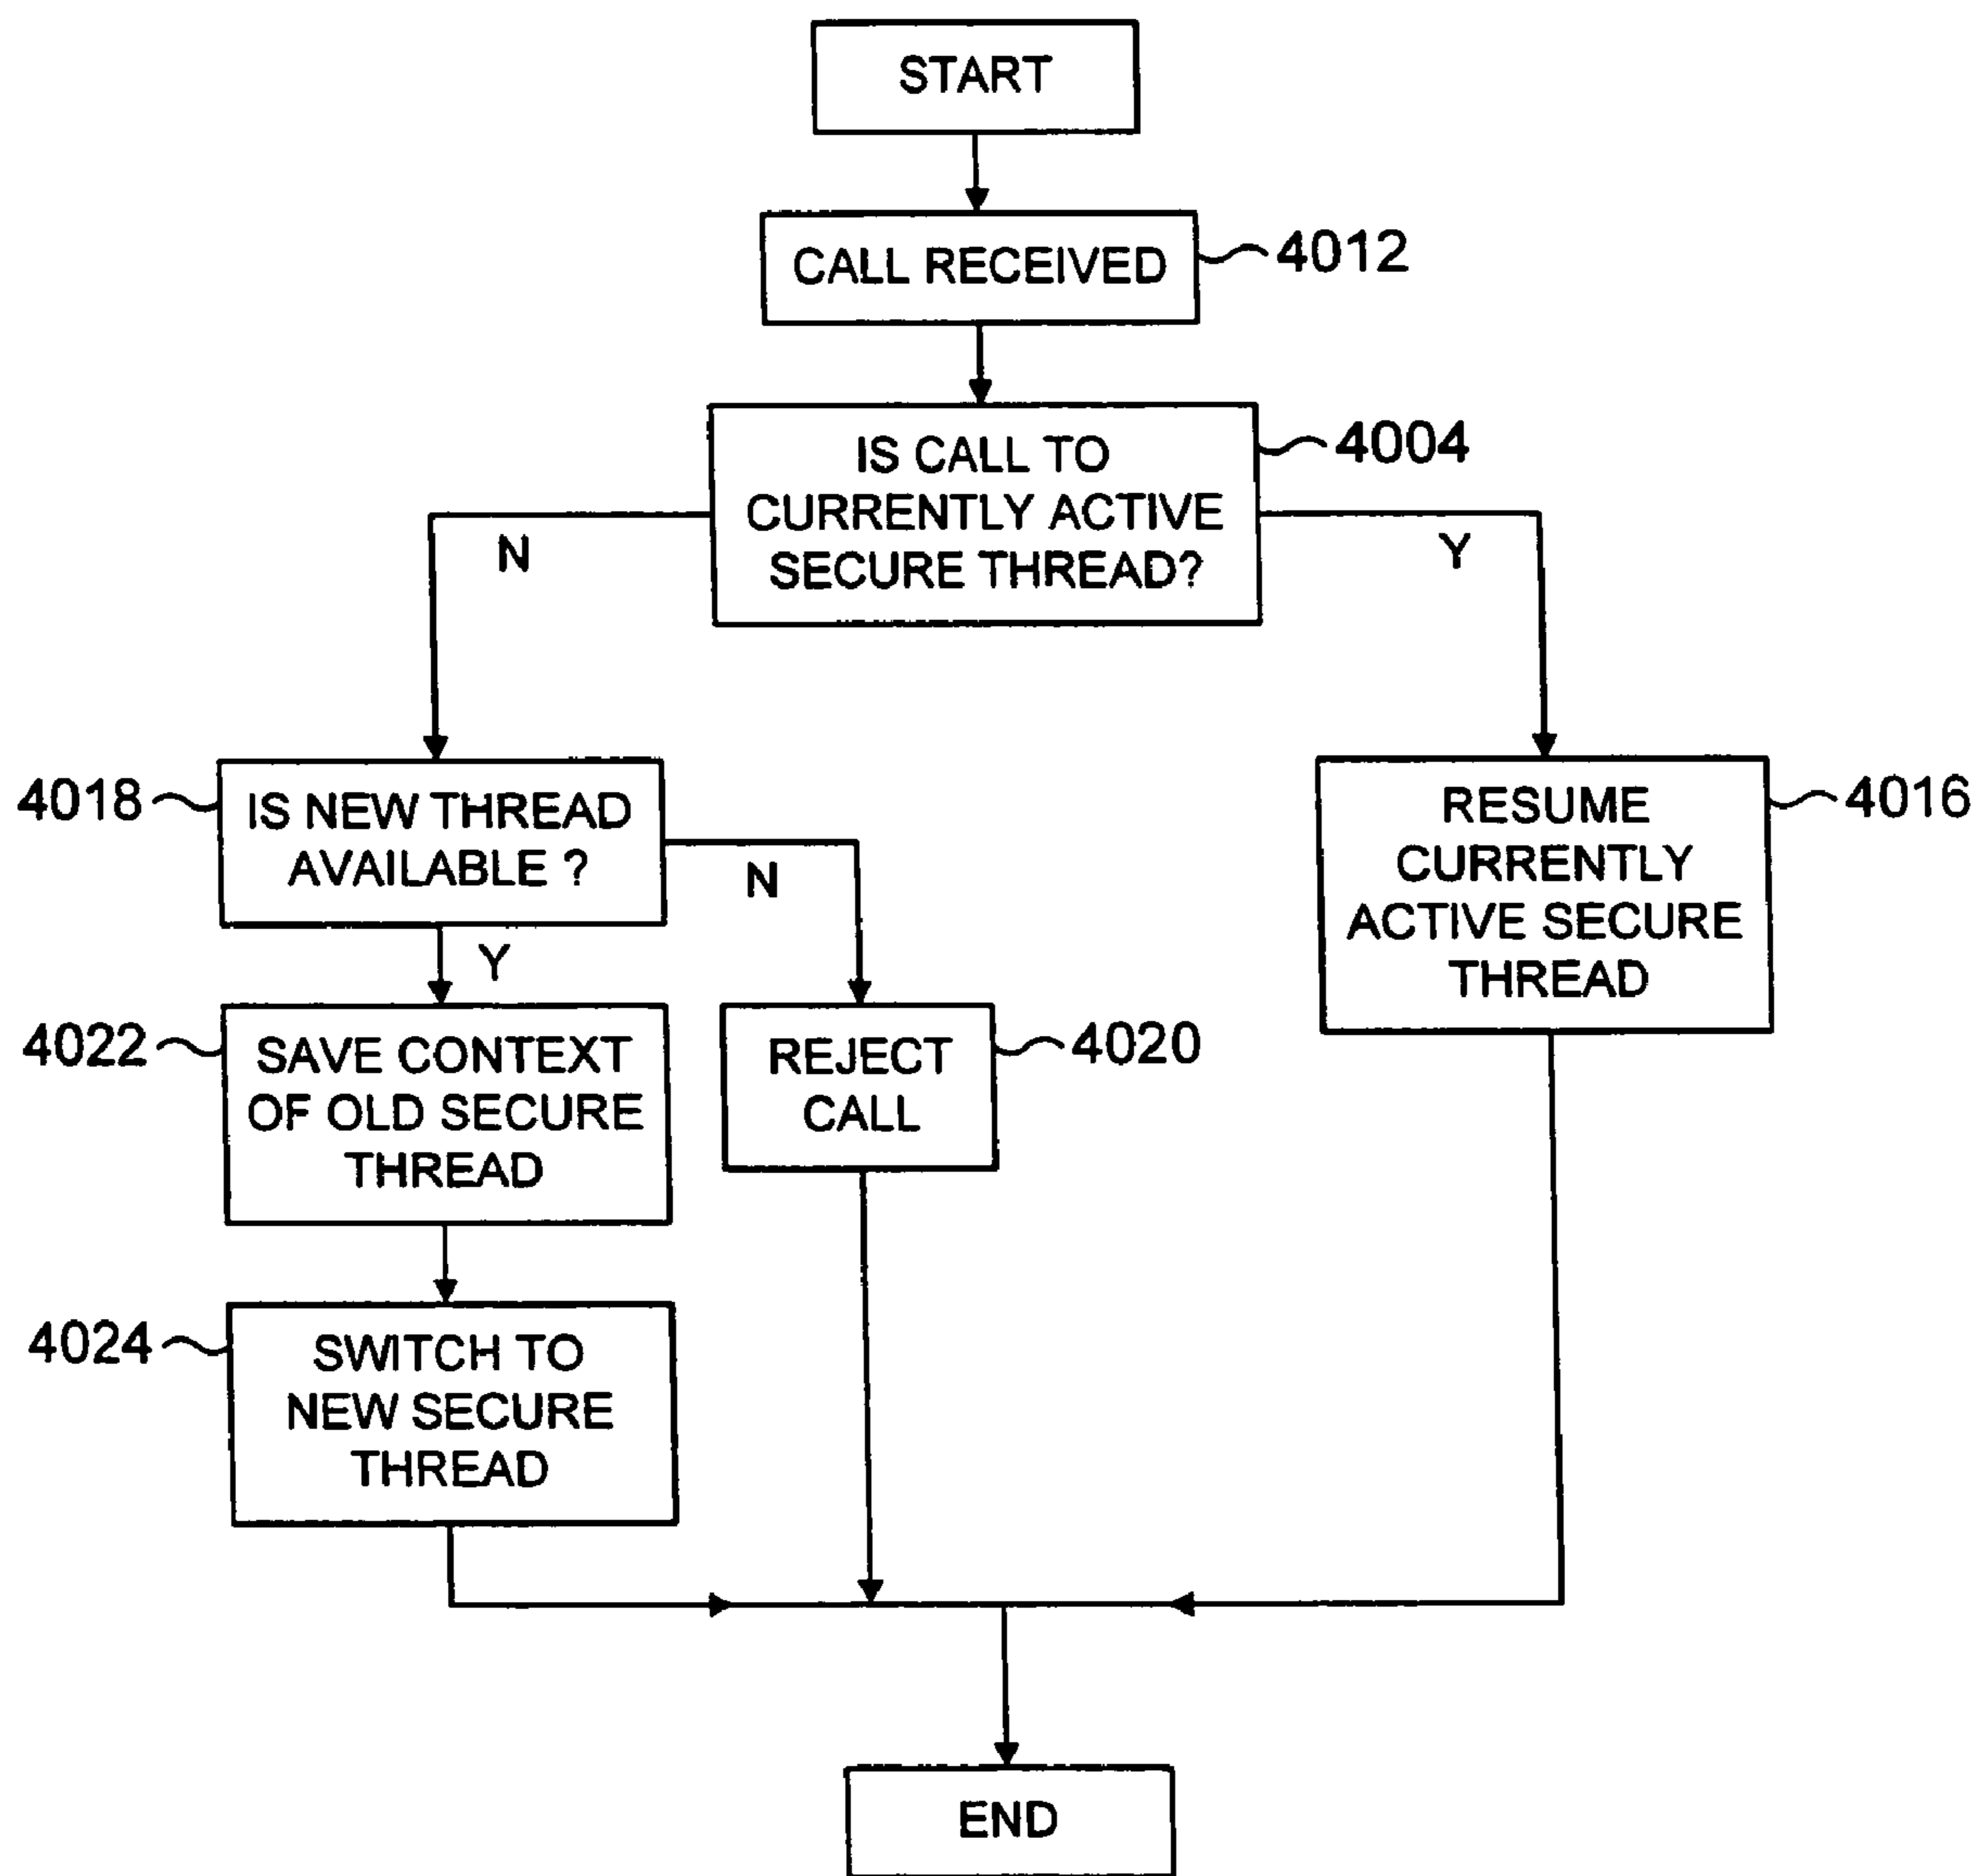 START
CALL RECEIVED
4012
IS CALL TO
CURRENTLY ACTIVE
SECURE THREAD?
4004
N
Y
4018
IS NEW THREAD
AVAILABLE ?
N
Y
RESUME
CURRENTLY
ACTIVE SECURE
THREAD
4016
4022
SAVE CONTEXT
OF OLD SECURE
THREAD
REJECT
CALL
4020
4024
SWITCH TO
NEW SECURE
THREAD
END